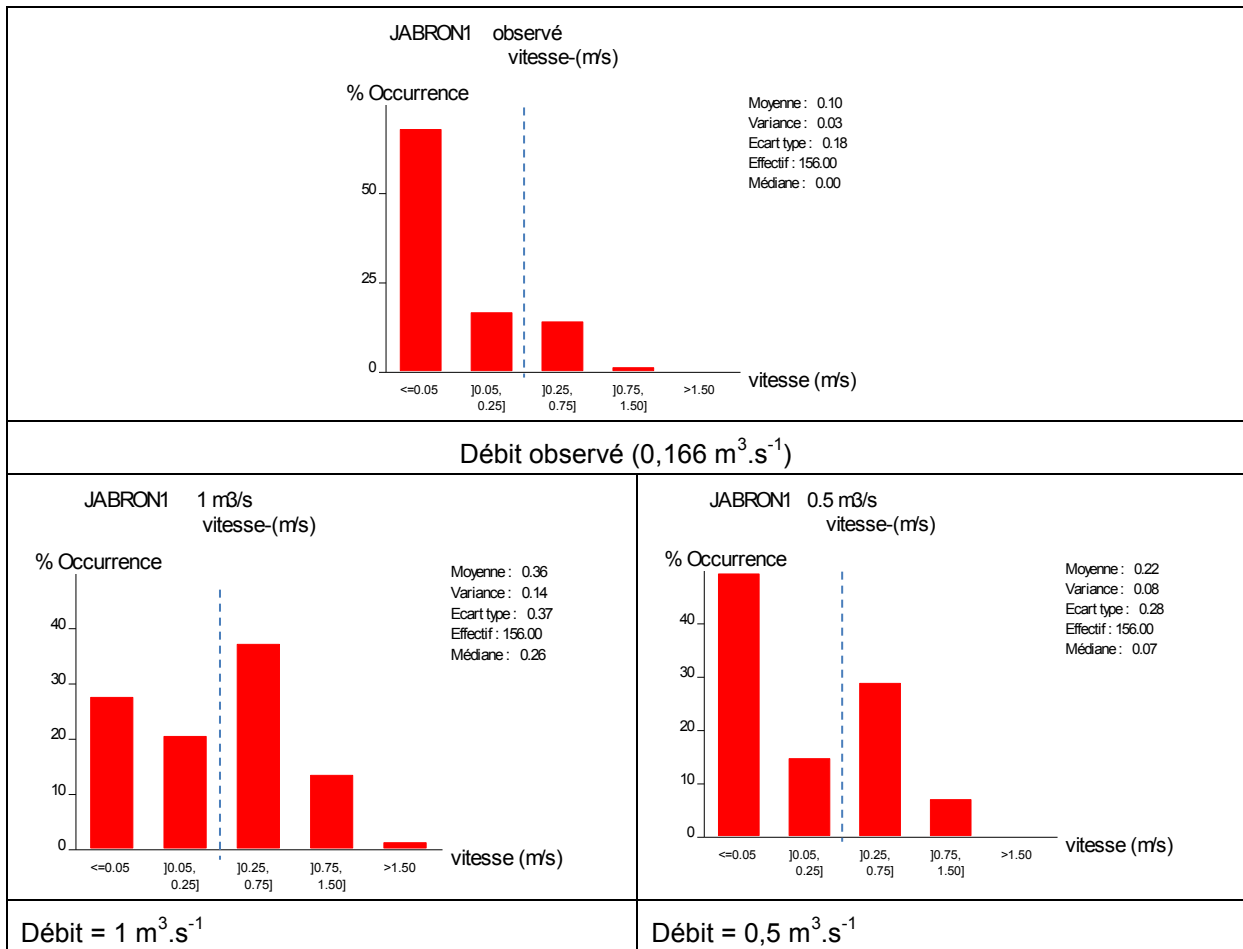 JABRON1 observé
vitesse-(m/s)
% Occurrence
Moyenne : 0.10
Variance : 0.03
Ecart type : 0.18
Effectif : 156.00
Médiane : 0.00
50
25
0
<=0.05 ]0.05, ]0.25, ]0.75, >1.50
0.25] 0.75] 1.50]
vitesse (m/s)
Débit observé (0,166 m³.s⁻¹)
JABRON1 1 m3/s
vitesse-(m/s)
% Occurrence
Moyenne : 0.36
Variance : 0.14
Ecart type : 0.37
Effectif : 156.00
Médiane : 0.26
40
30
20
10
0
<=0.05 ]0.05, ]0.25, ]0.75, >1.50
0.25] 0.75] 1.50]
vitesse (m/s)
Débit = 1 m³.s⁻¹
JABRON1 0.5 m3/s
vitesse-(m/s)
% Occurrence
Moyenne : 0.22
Variance : 0.08
Ecart type : 0.28
Effectif : 156.00
Médiane : 0.07
40
30
20
10
0
<=0.05 ]0.05, ]0.25, ]0.75, >1.50
0.25] 0.75] 1.50]
vitesse (m/s)
Débit = 0,5 m³.s⁻¹